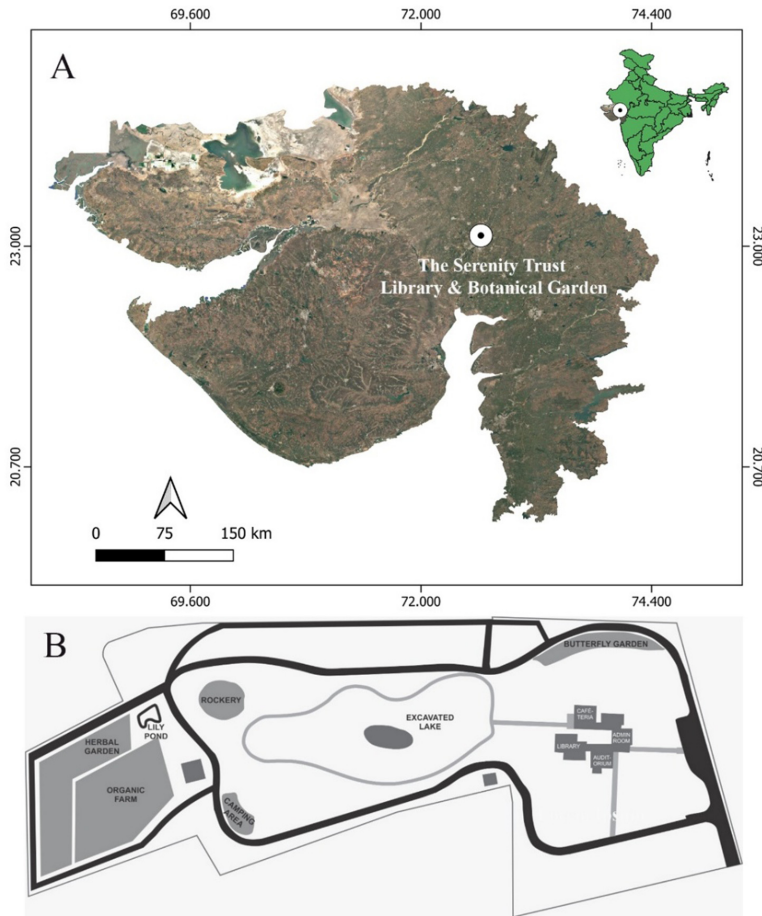 69.600 72.000 74.400
A
23.000 23.000
The Serenity Trust
Library & Botanical Garden
20.700 20.700
0 75 150 km
69.600 72.000 74.400
B
BUTTERFLY GARDEN
ROCKERY
LILY
POND
EXCAVATED
LAKE
CAFE-
TERIA
ADMIN
ROOM
LIBRARY
AUDIT-
ORIUM
HERBAL
GARDEN
ORGANIC
FARM
CAMPING
AREA